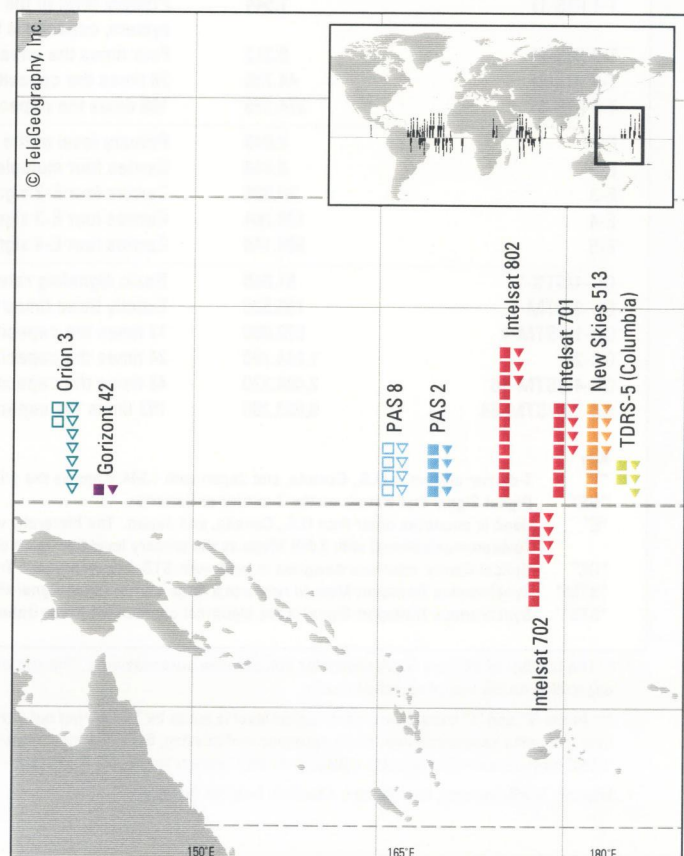 © TeleGeography, Inc.
Orion 3
Gorizont 42
PAS 8
PAS 2
Intelsat 802
Intelsat 702
Intelsat 701
New Skies 513
TDRS-5 (Columbia)
150°E
165°E
180°E